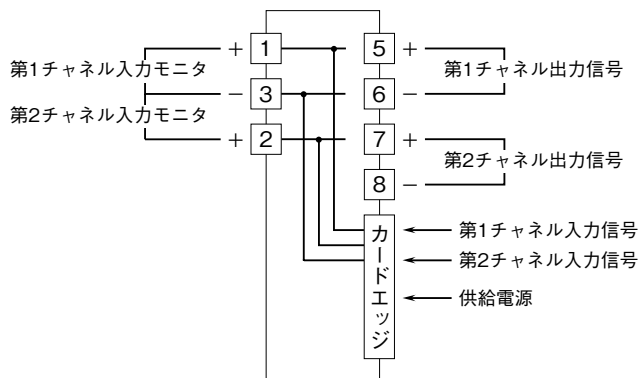 第1チャネル入力モニタ
第2チャネル入力モニタ
+ 1
− 3
+ 2
5 +
6 −
7 +
8 −
第1チャネル出力信号
第2チャネル出力信号
カードエッジ
第1チャネル入力信号
第2チャネル入力信号
供給電源